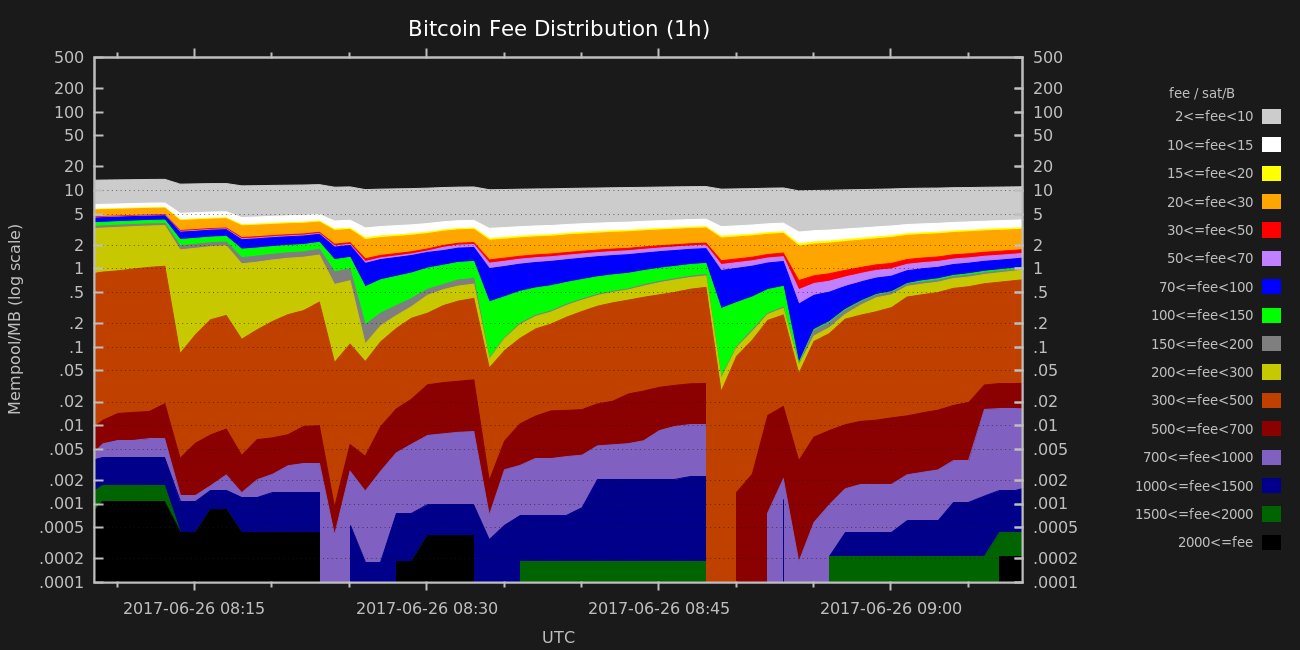 Bitcoin Fee Distribution (1h)
500 500
200 200
100 100
50 50
20 20
10 10
5 5
2 2
1 1
.5 .5
.2 .2
.1 .1
.05 .05
.02 .02
.01 .01
.005 .005
.002 .002
.001 .001
.0005 .0005
.0002 .0002
.0001 .0001
Mempool/MB (log scale)
2017-06-26 08:15 2017-06-26 08:30 2017-06-26 08:45 2017-06-26 09:00
UTC
fee / sat/B
2<=fee<10
10<=fee<15
15<=fee<20
20<=fee<30
30<=fee<50
50<=fee<70
70<=fee<100
100<=fee<150
150<=fee<200
200<=fee<300
300<=fee<500
500<=fee<700
700<=fee<1000
1000<=fee<1500
1500<=fee<2000
2000<=fee